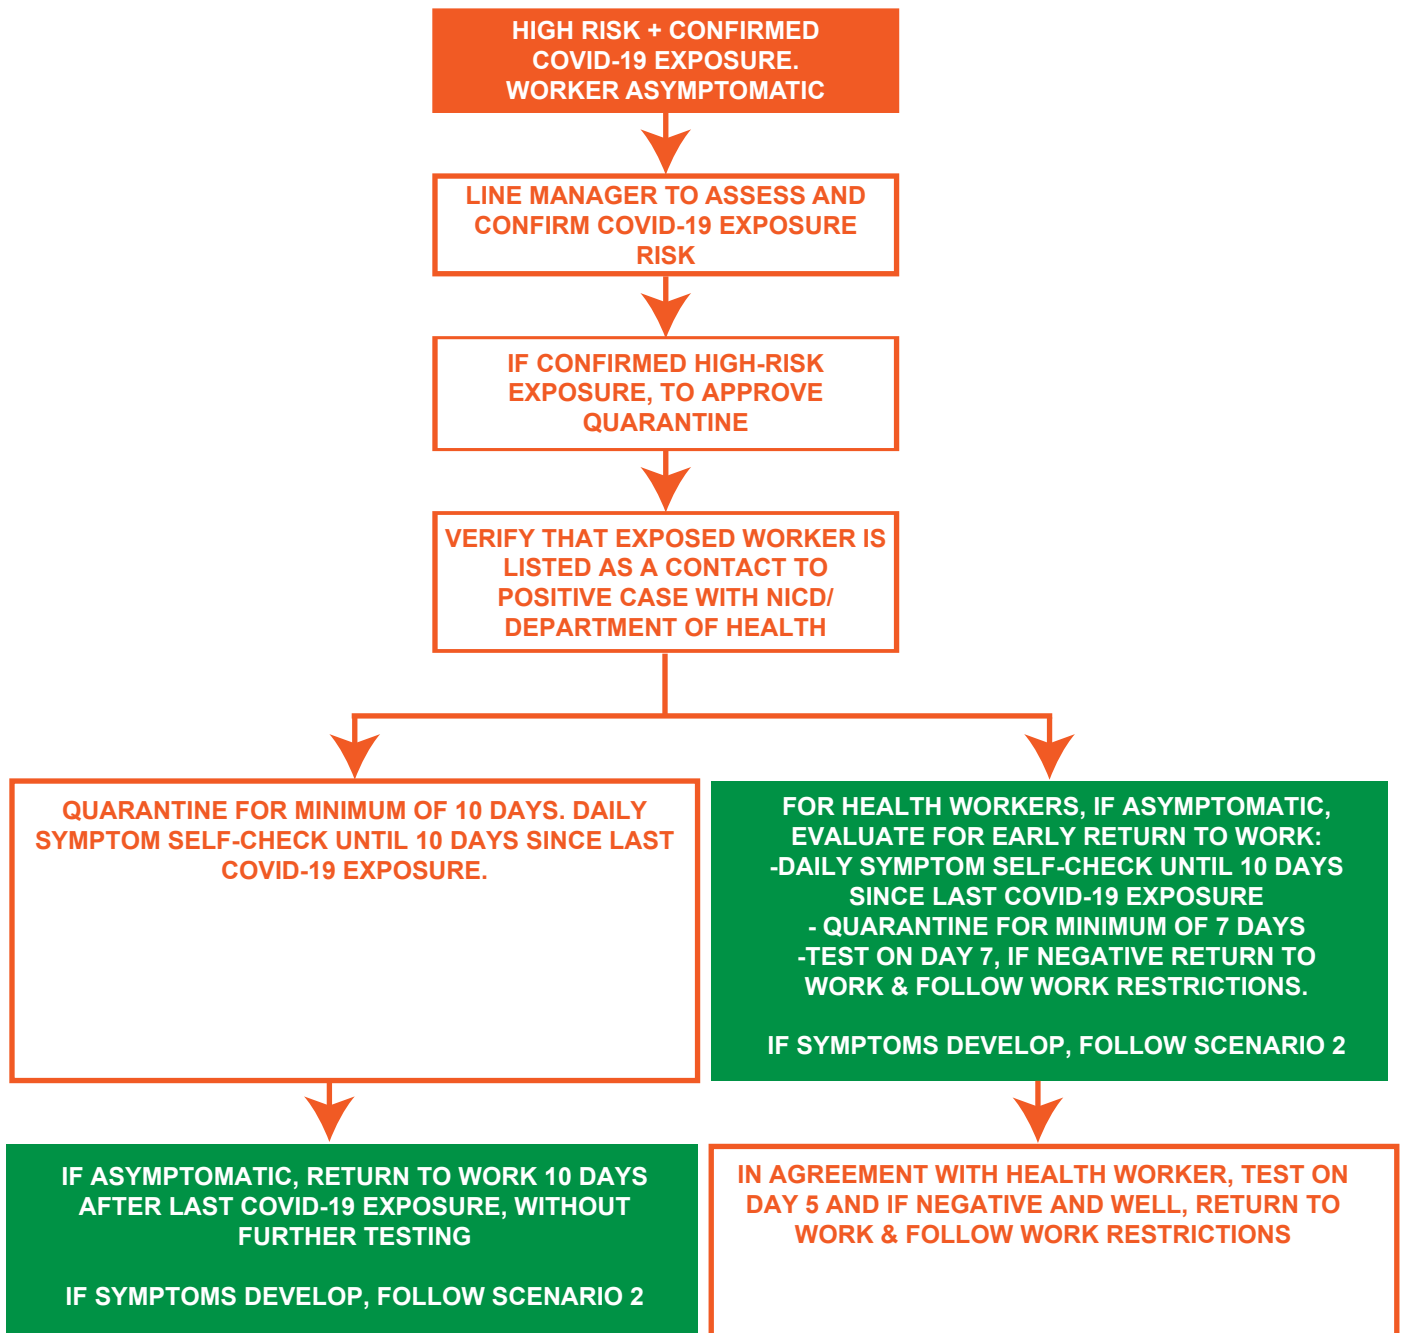 HIGH RISK + CONFIRMED
COVID-19 EXPOSURE.
WORKER ASYMPTOMATIC
LINE MANAGER TO ASSESS AND
CONFIRM COVID-19 EXPOSURE
RISK
IF CONFIRMED HIGH-RISK
EXPOSURE, TO APPROVE
QUARANTINE
VERIFY THAT EXPOSED WORKER IS
LISTED AS A CONTACT TO
POSITIVE CASE WITH NICD/
DEPARTMENT OF HEALTH
QUARANTINE FOR MINIMUM OF 10 DAYS. DAILY
SYMPTOM SELF-CHECK UNTIL 10 DAYS SINCE LAST
COVID-19 EXPOSURE.
FOR HEALTH WORKERS, IF ASYMPTOMATIC,
EVALUATE FOR EARLY RETURN TO WORK:
-DAILY SYMPTOM SELF-CHECK UNTIL 10 DAYS
SINCE LAST COVID-19 EXPOSURE
- QUARANTINE FOR MINIMUM OF 7 DAYS
-TEST ON DAY 7, IF NEGATIVE RETURN TO
WORK & FOLLOW WORK RESTRICTIONS.
IF SYMPTOMS DEVELOP, FOLLOW SCENARIO 2
IF ASYMPTOMATIC, RETURN TO WORK 10 DAYS
AFTER LAST COVID-19 EXPOSURE, WITHOUT
FURTHER TESTING
IF SYMPTOMS DEVELOP, FOLLOW SCENARIO 2
IN AGREEMENT WITH HEALTH WORKER, TEST ON
DAY 5 AND IF NEGATIVE AND WELL, RETURN TO
WORK & FOLLOW WORK RESTRICTIONS